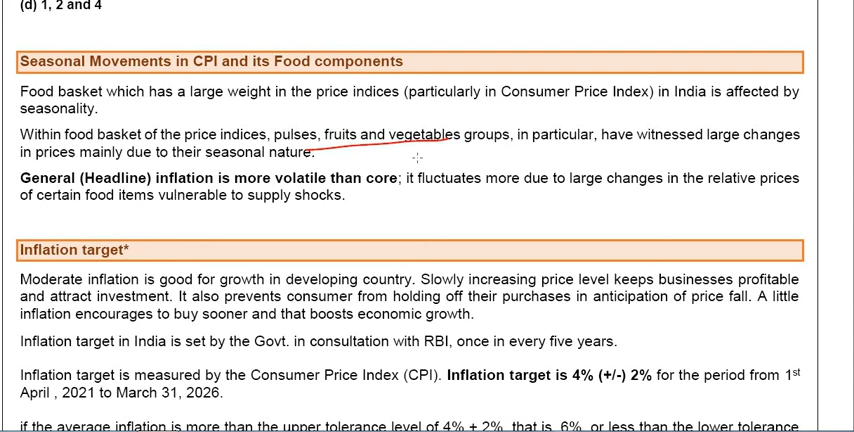 (d) 1, 2 and 4
Seasonal Movements in CPI and its Food components
Food basket which has a large weight in the price indices (particularly in Consumer Price Index) in India is affected by
seasonality.
Within food basket of the price indices, pulses, fruits and vegetables groups, in particular, have witnessed large changes
in prices mainly due to their seasonal nature.
General (Headline) inflation is more volatile than core; it fluctuates more due to large changes in the relative prices
of certain food items vulnerable to supply shocks.
Inflation target*
Moderate inflation is good for growth in developing country. Slowly increasing price level keeps businesses profitable
and attract investment. It also prevents consumer from holding off their purchases in anticipation of price fall. A little
inflation encourages to buy sooner and that boosts economic growth.
Inflation target in India is set by the Govt. in consultation with RBI, once in every five years.
Inflation target is measured by the Consumer Price Index (CPI). Inflation target is 4% (+/-) 2% for the period from 1st
April , 2021 to March 31, 2026.
if the average inflation is more than the upper tolerance level of 4% + 2%, that is, 6%, or less than the lower tolerance